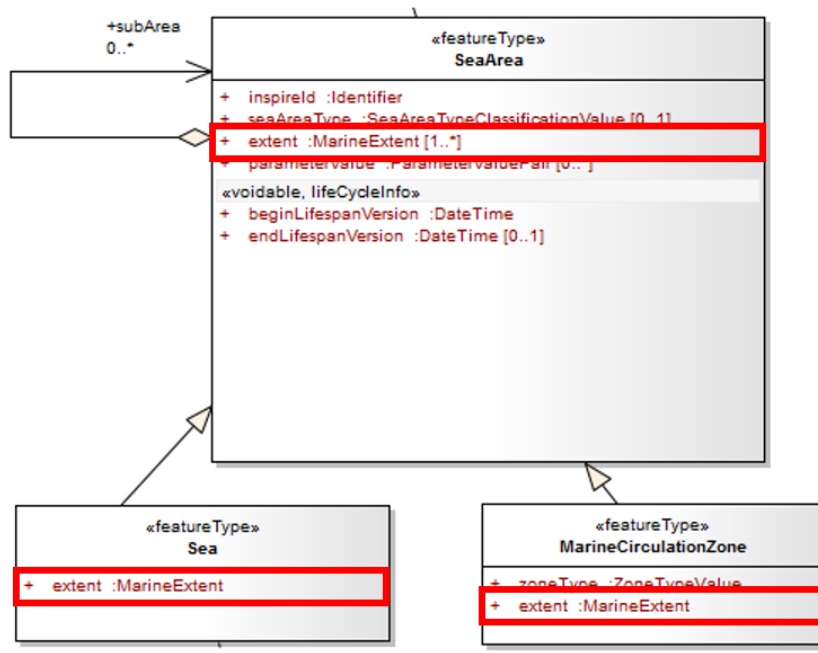 +subArea
0..*
«featureType»
SeaArea
+ inspireId :Identifier
+ seaAreaType :SeaAreaTypeClassificationValue [0..1]
+ extent :MarineExtent [1..*]
+ parameterValue :ParameterValuePair [0..*]
«voidable, lifeCycleInfo»
+ beginLifespanVersion :DateTime
+ endLifespanVersion :DateTime [0..1]
«featureType»
Sea
+ extent :MarineExtent
«featureType»
MarineCirculationZone
+ zoneType :ZoneTypeValue
+ extent :MarineExtent